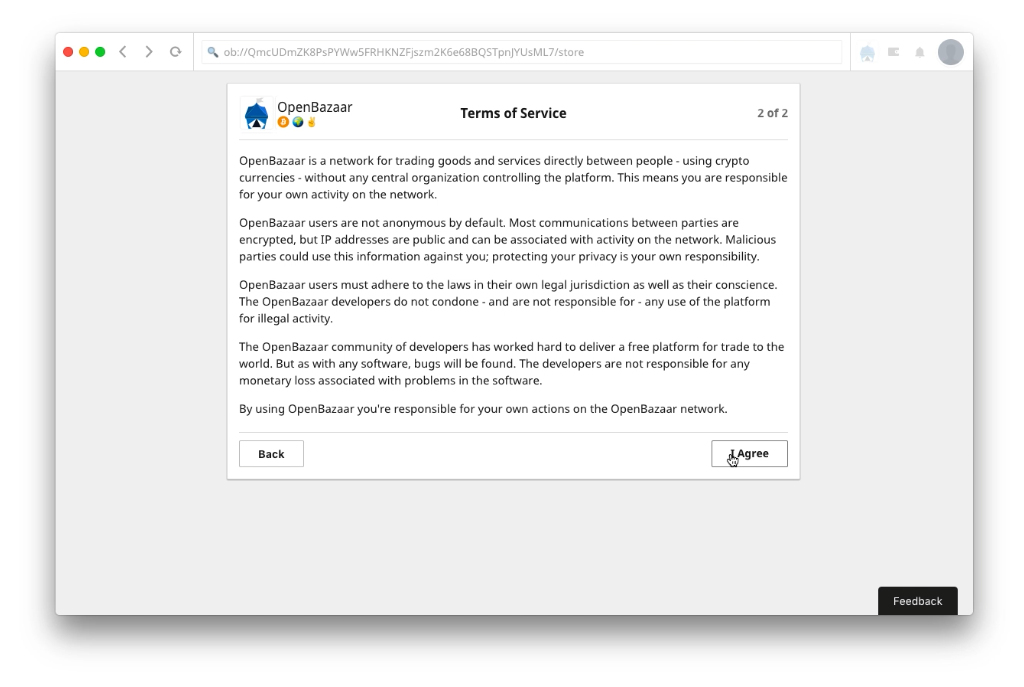 ob://QmcUDmZK8PsPYWw5FRHKNZFjszm2K6e68BQSTpnJYUsML7/store
OpenBazaar
Terms of Service
2 of 2
OpenBazaar is a network for trading goods and services directly between people - using crypto
currencies - without any central organization controlling the platform. This means you are responsible
for your own activity on the network.
OpenBazaar users are not anonymous by default. Most communications between parties are
encrypted, but IP addresses are public and can be associated with activity on the network. Malicious
parties could use this information against you; protecting your privacy is your own responsibility.
OpenBazaar users must adhere to the laws in their own legal jurisdiction as well as their conscience.
The OpenBazaar developers do not condone - and are not responsible for - any use of the platform
for illegal activity.
The OpenBazaar community of developers has worked hard to deliver a free platform for trade to the
world. But as with any software, bugs will be found. The developers are not responsible for any
monetary loss associated with problems in the software.
By using OpenBazaar you're responsible for your own actions on the OpenBazaar network.
Back
I Agree
Feedback